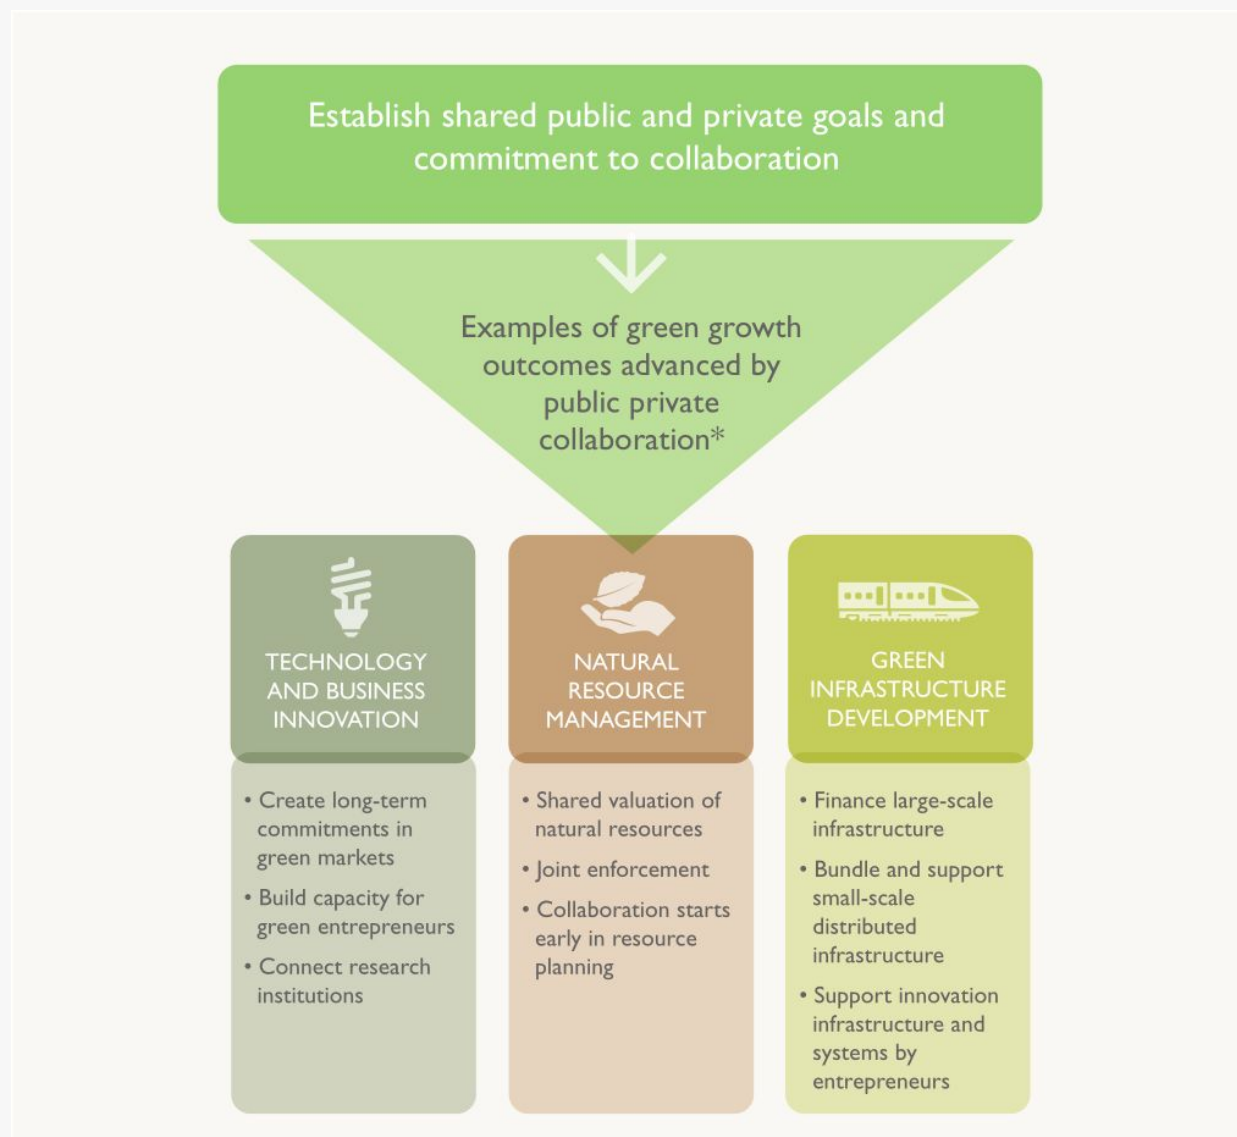 Establish shared public and private goals and
commitment to collaboration
Examples of green growth
outcomes advanced by
public private
collaboration*
TECHNOLOGY
AND BUSINESS
INNOVATION
• Create long-term
commitments in
green markets
• Build capacity for
green entrepreneurs
• Connect research
institutions
NATURAL
RESOURCE
MANAGEMENT
• Shared valuation of
natural resources
• Joint enforcement
• Collaboration starts
early in resource
planning
GREEN
INFRASTRUCTURE
DEVELOPMENT
• Finance large-scale
infrastructure
• Bundle and support
small-scale
distributed
infrastructure
• Support innovation
infrastructure and
systems by
entrepreneurs